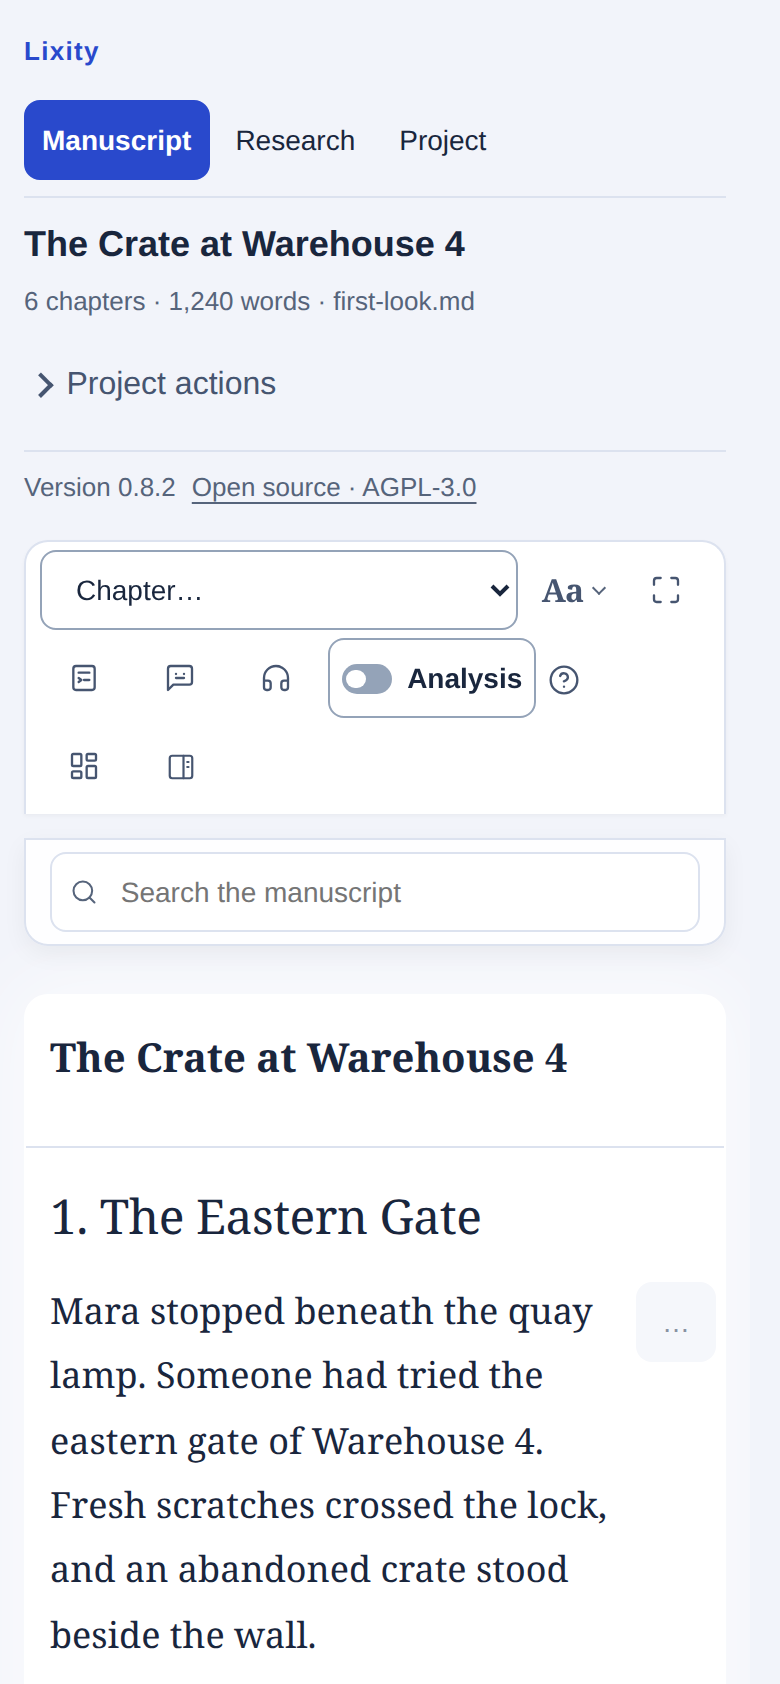 Lixity
Manuscript Research Project
The Crate at Warehouse 4
6 chapters · 1,240 words · first-look.md
Project actions
Version 0.8.2 Open source · AGPL-3.0
Chapter…
Aa
Analysis
Search the manuscript
The Crate at Warehouse 4
1. The Eastern Gate
Mara stopped beneath the quay
…
lamp. Someone had tried the
eastern gate of Warehouse 4.
Fresh scratches crossed the lock,
and an abandoned crate stood
beside the wall.